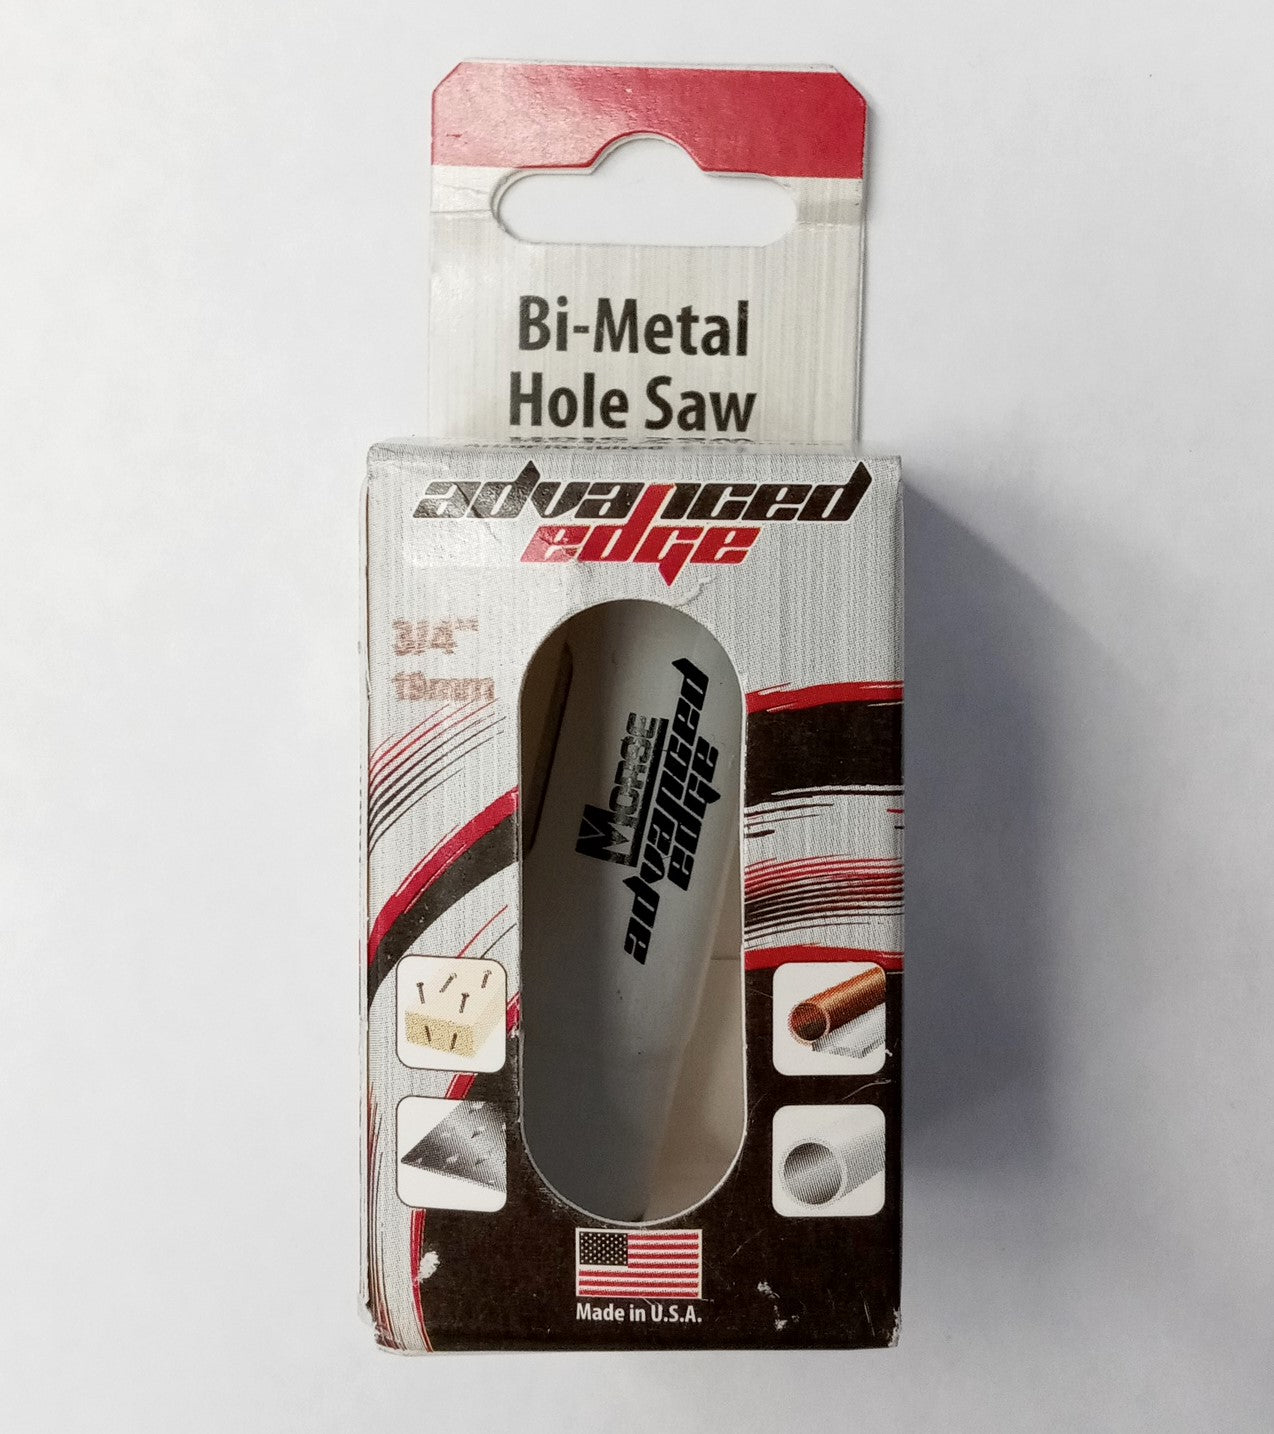 Bi-Metal
Hole Saw
advanced
edge
3/4"
19mm
MORSE
advanced
edge
Made in U.S.A.